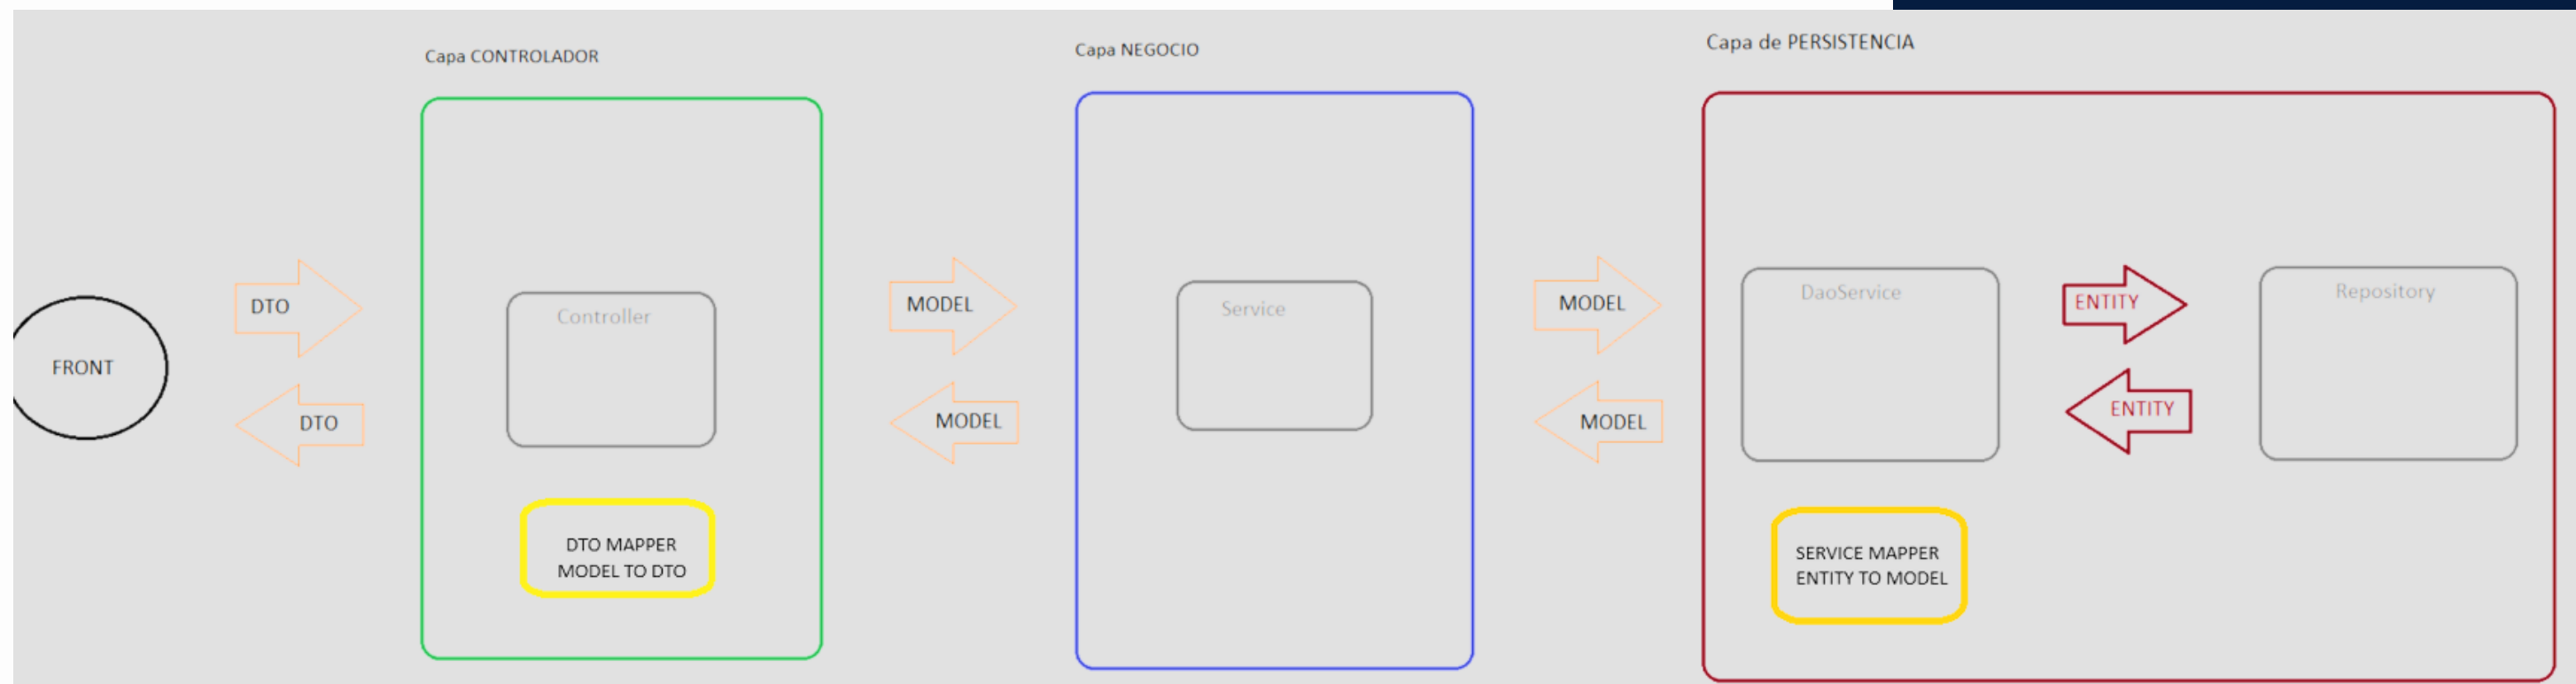 Capa CONTROLADOR
Capa NEGOCIO
Capa de PERSISTENCIA
FRONT
DTO
DTO
Controller
DTO MAPPER
MODEL TO DTO
MODEL
MODEL
Service
MODEL
MODEL
DaoService
SERVICE MAPPER
ENTITY TO MODEL
ENTITY
ENTITY
Repository